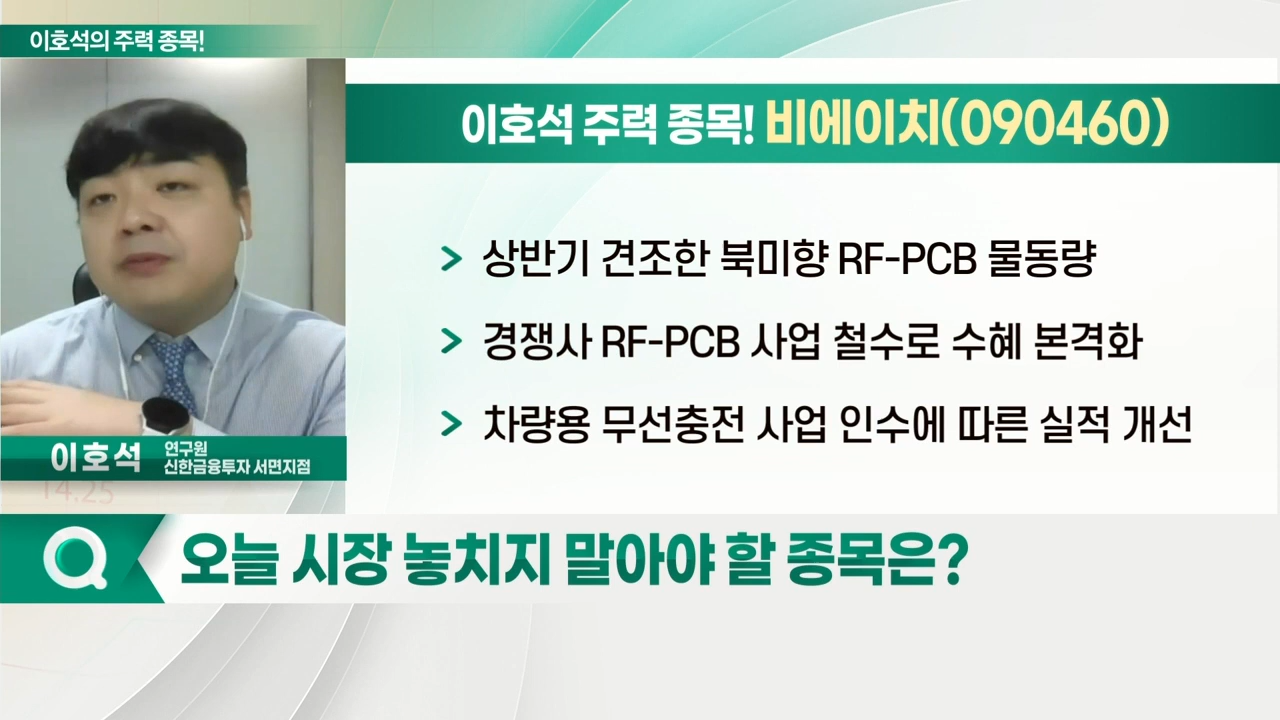 이호석의 주력 종목!
이호석 주력 종목! 비에이치(090460)
> 상반기 견조한 북미향 RF-PCB 물동량
> 경쟁사 RF-PCB 사업 철수로 수혜 본격화
> 차량용 무선충전 사업 인수에 따른 실적 개선
이호석 연구원
신한금융투자 서면지점
14.25
Q 오늘 시장 놓치지 말아야 할 종목은?